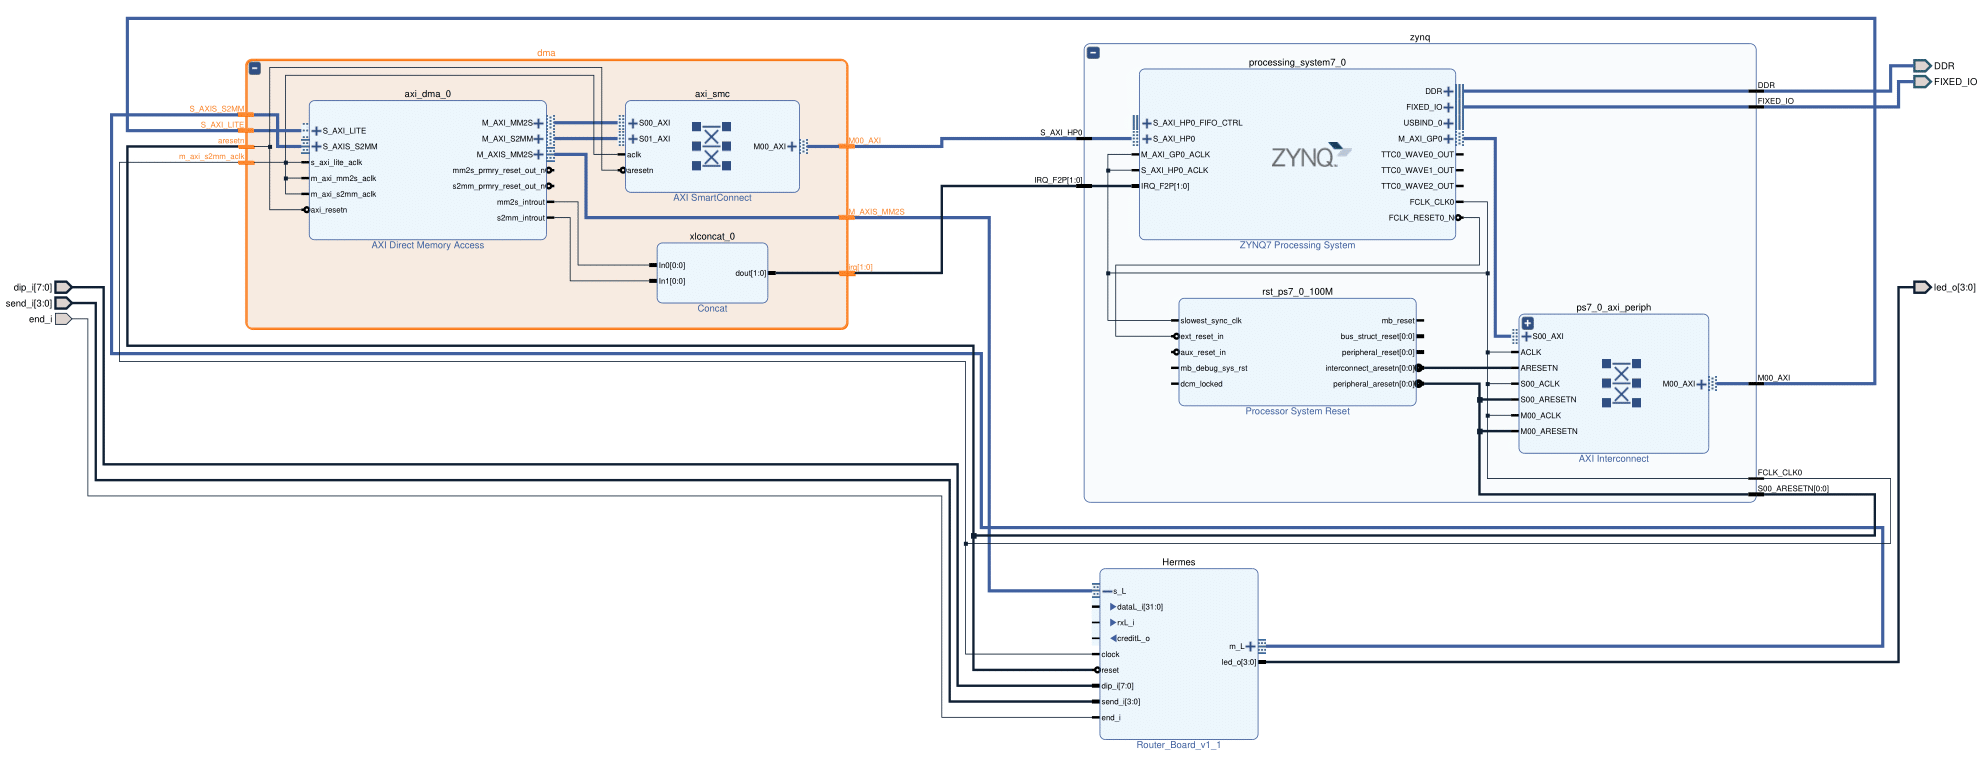 dma
S_AXIS_S2MM
S_AXI_LITE
aresetn
m_axi_s2mm_aclk
axi_dma_0
S_AXI_LITE
S_AXIS_S2MM
s_axi_lite_aclk
m_axi_mm2s_aclk
m_axi_s2mm_aclk
axi_resetn
M_AXI_MM2S
M_AXI_S2MM
M_AXIS_MM2S
mm2s_prmry_reset_out_n
s2mm_prmry_reset_out_n
mm2s_introut
s2mm_introut
AXI Direct Memory Access
axi_smc
S00_AXI
S01_AXI
aclk
aresetn
M00_AXI
AXI SmartConnect
xlconcat_0
In0[0:0]
In1[0:0]
dout[1:0]
Concat
M00_AXI
M_AXIS_MM2S
irq[1:0]
zynq
S_AXI_HP0
IRQ_F2P[1:0]
processing_system7_0
S_AXI_HP0_FIFO_CTRL
S_AXI_HP0
M_AXI_GP0_ACLK
S_AXI_HP0_ACLK
IRQ_F2P[1:0]
ZYNQ
DDR
FIXED_IO
USBIND_0
M_AXI_GP0
TTC0_WAVE0_OUT
TTC0_WAVE1_OUT
TTC0_WAVE2_OUT
FCLK_CLK0
FCLK_RESET0_N
ZYNQ7 Processing System
rst_ps7_0_100M
slowest_sync_clk
ext_reset_in
aux_reset_in
mb_debug_sys_rst
dcm_locked
mb_reset
bus_struct_reset[0:0]
peripheral_reset[0:0]
interconnect_aresetn[0:0]
peripheral_aresetn[0:0]
Processor System Reset
ps7_0_axi_periph
S00_AXI
ACLK
ARESETN
S00_ACLK
S00_ARESETN
M00_ACLK
M00_ARESETN
M00_AXI
AXI Interconnect
DDR
FIXED_IO
M00_AXI
FCLK_CLK0
S00_ARESETN[0:0]
DDR
FIXED_IO
led_o[3:0]
dip_i[7:0]
send_i[3:0]
end_i
Hermes
s_L
dataL_i[31:0]
rxL_i
creditL_o
clock
reset
dip_i[7:0]
send_i[3:0]
end_i
m_L
led_o[3:0]
Router_Board_v1_1